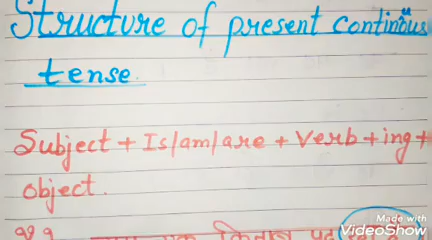 Structure of present continuous
tense.
Subject + Is/am/are + Verb + ing +
object.
Made with
VideoShow